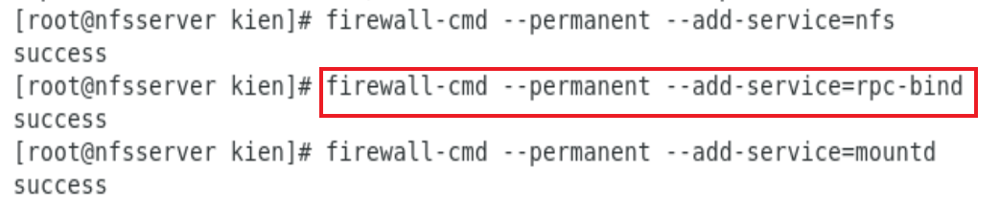 [root@nfsserver kien]# firewall-cmd --permanent --add-service=nfs
success
[root@nfsserver kien]# firewall-cmd --permanent --add-service=rpc-bind
success
[root@nfsserver kien]# firewall-cmd --permanent --add-service=mountd
success